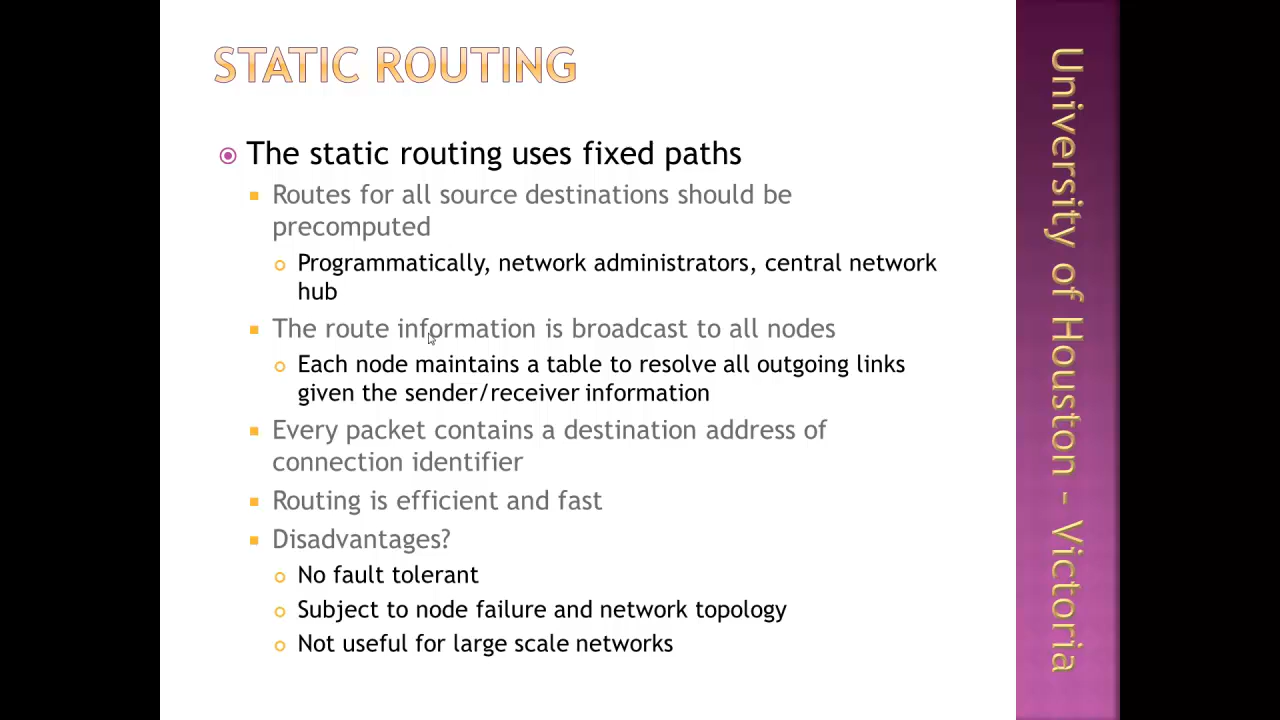 STATIC ROUTING
The static routing uses fixed paths
Routes for all source destinations should be
precomputed
Programmatically, network administrators, central network
hub
The route information is broadcast to all nodes
Each node maintains a table to resolve all outgoing links
given the sender/receiver information
Every packet contains a destination address of
connection identifier
Routing is efficient and fast
Disadvantages?
No fault tolerant
Subject to node failure and network topology
Not useful for large scale networks
University of Houston - Victoria